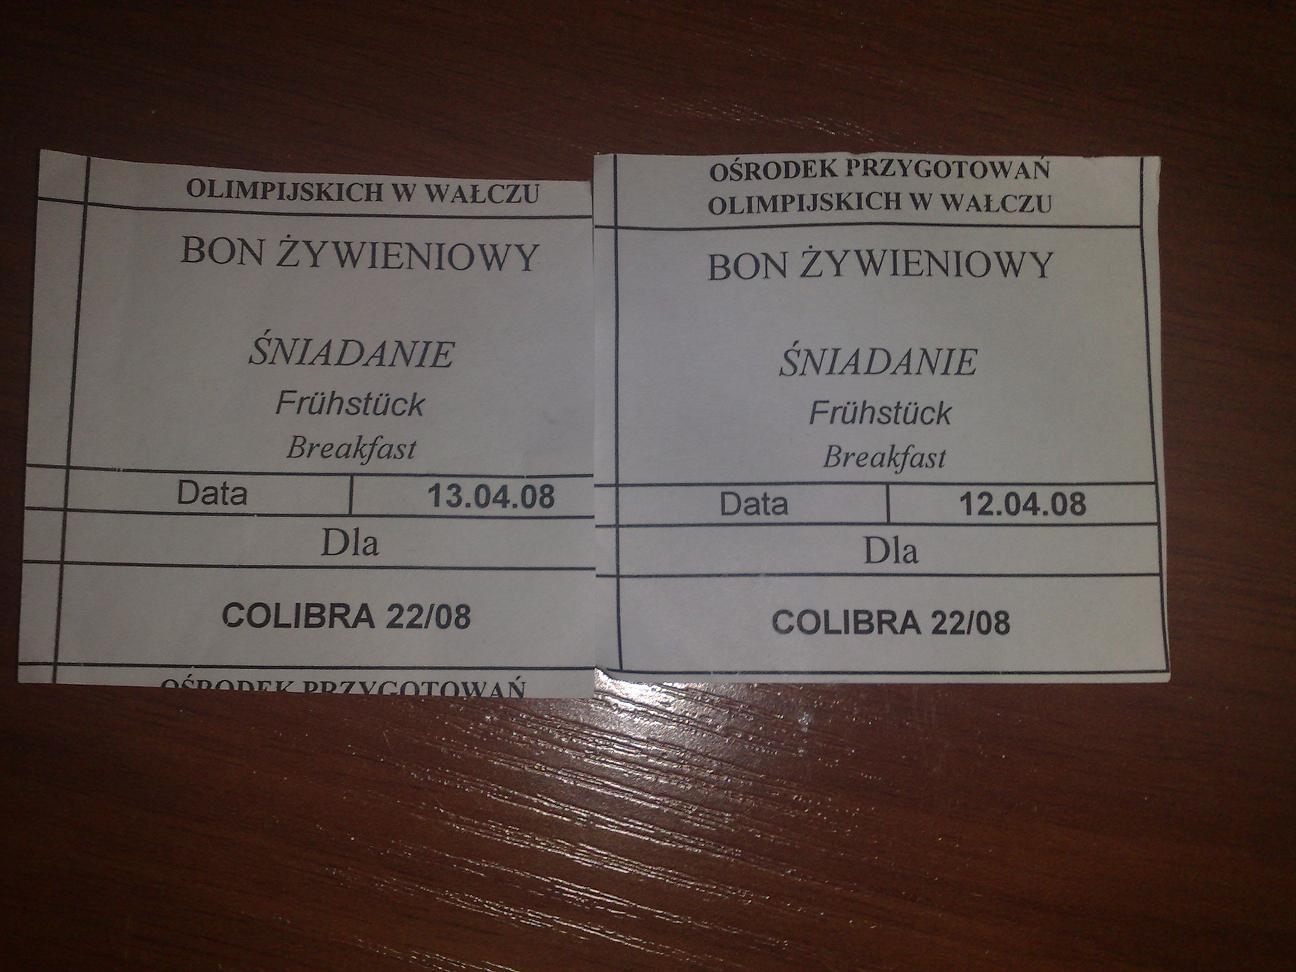 OLIMPIJSKICH W WAŁCZU
BON ŻYWIENIOWY
ŚNIADANIE
Frühstück
Breakfast
Data 13.04.08
Dla
COLIBRA 22/08
OŚRODEK PRZYGOTOWAŃ
OŚRODEK PRZYGOTOWAŃ
OLIMPIJSKICH W WAŁCZU
BON ŻYWIENIOWY
ŚNIADANIE
Frühstück
Breakfast
Data 12.04.08
Dla
COLIBRA 22/08